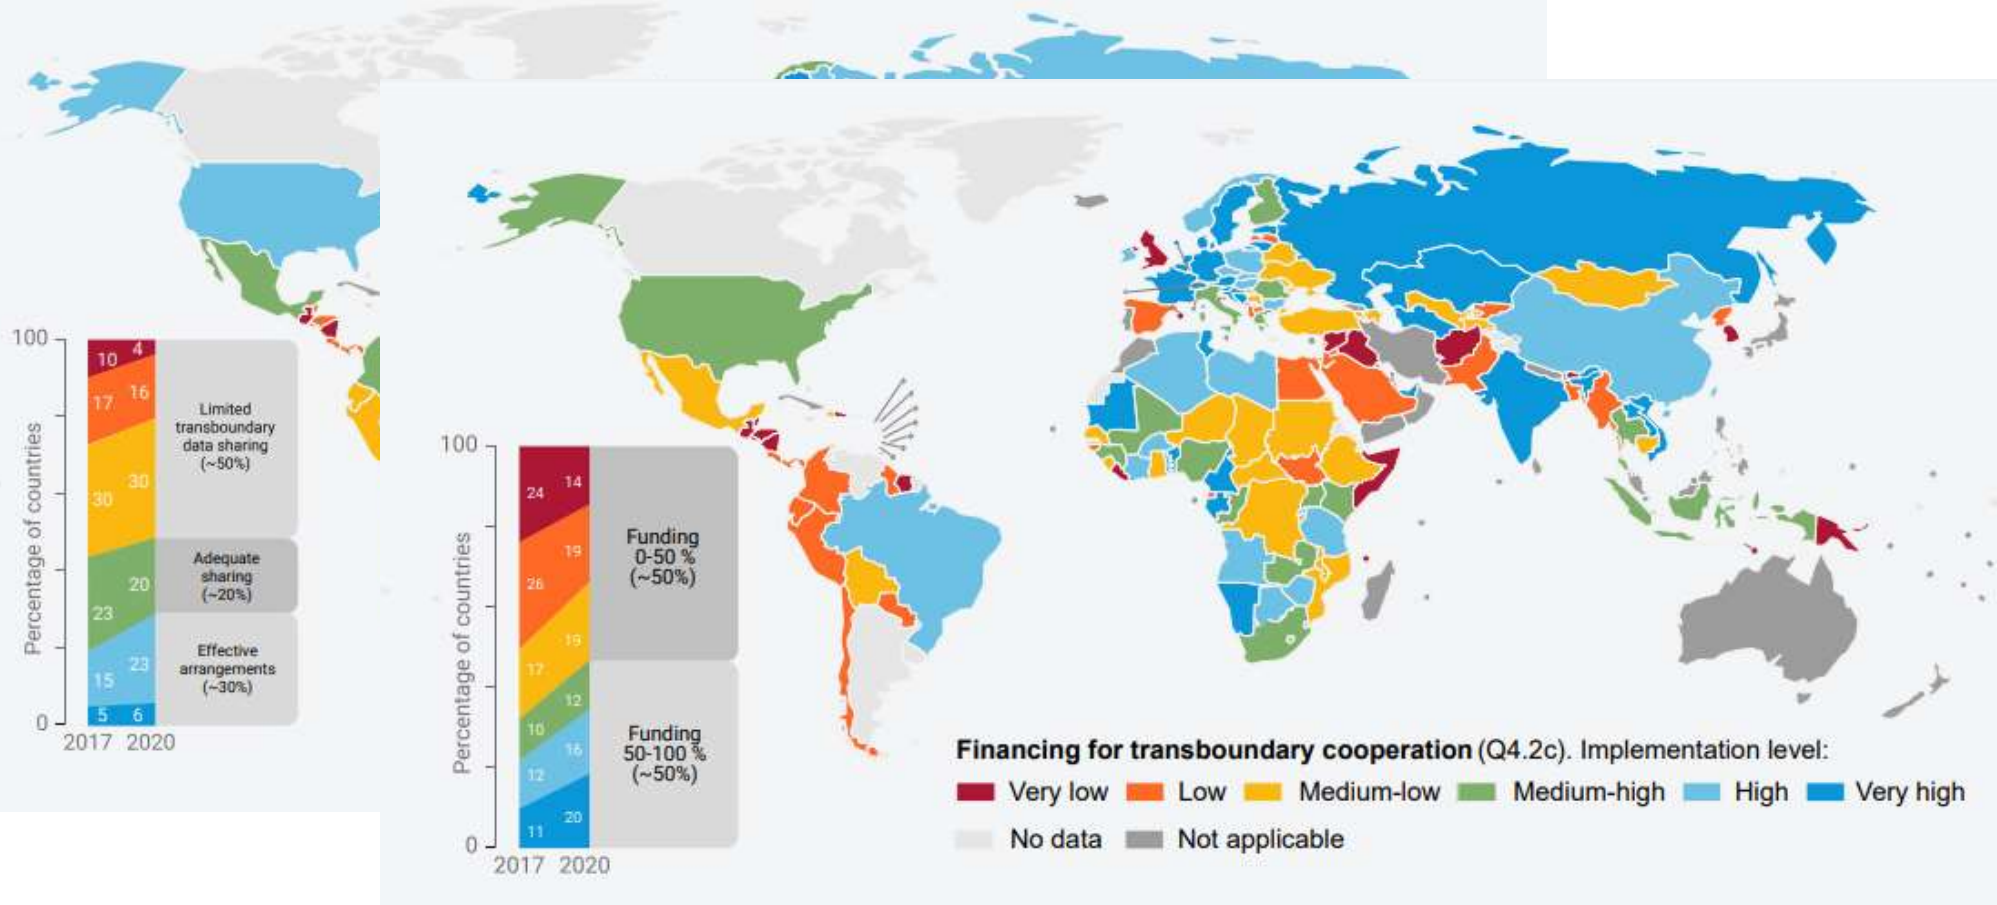 100
10 4
17 16
30 30
23 20
15 23
5 6
0
2017 2020
Percentage of countries
Limited
transboundary
data sharing
(~50%)
Adequate
sharing
(~20%)
Effective
arrangements
(~30%)
100
24 14
26 19
17 19
10 12
12 16
11 20
0
2017 2020
Percentage of countries
Funding
0-50 %
(~50%)
Funding
50-100 %
(~50%)
Financing for transboundary cooperation (Q4.2c). Implementation level:
Very low Low Medium-low Medium-high High Very high
No data Not applicable